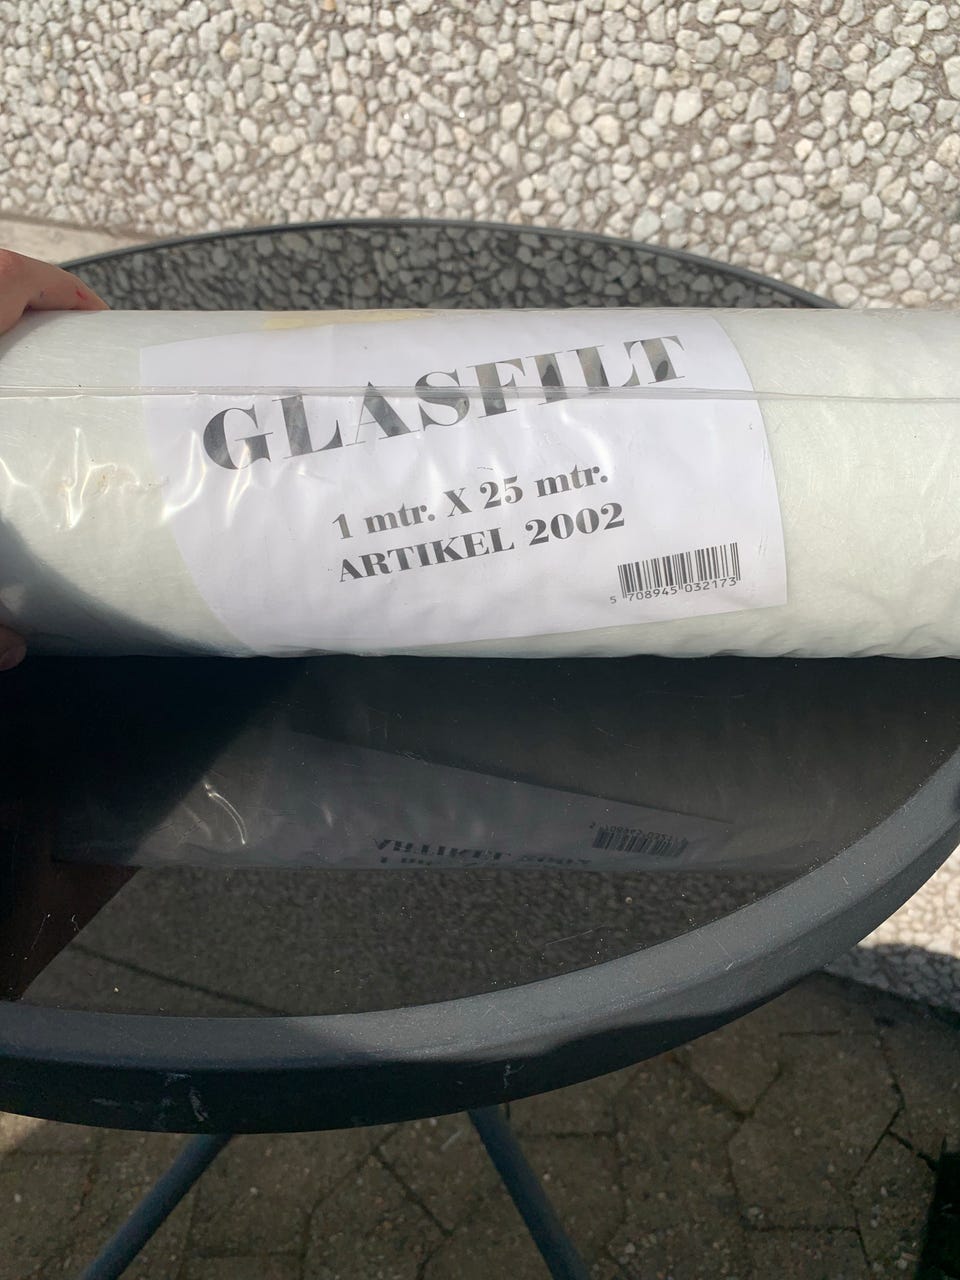 GLASFILT
1 mtr. X 25 mtr.
ARTIKEL 2002
5 708945 032173